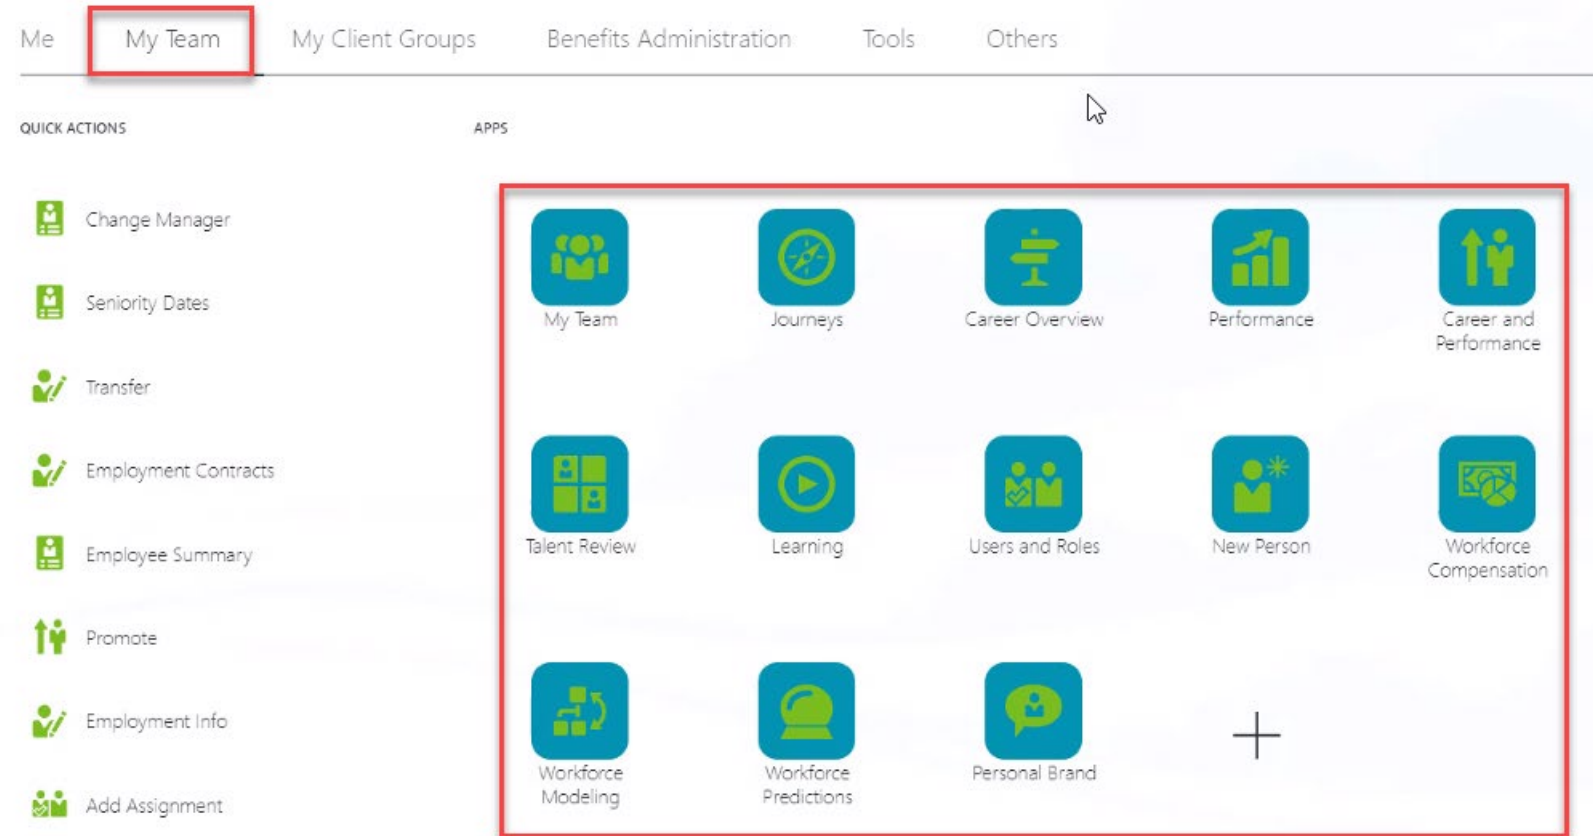 Me
My Team
My Client Groups
Benefits Administration
Tools
Others
QUICK ACTIONS
APPS
Change Manager
Seniority Dates
Transfer
Employment Contracts
Employee Summary
Promote
Employment Info
Add Assignment
My Team
Journeys
Career Overview
Performance
Career and
Performance
Talent Review
Learning
Users and Roles
New Person
Workforce
Compensation
Workforce
Modeling
Workforce
Predictions
Personal Brand